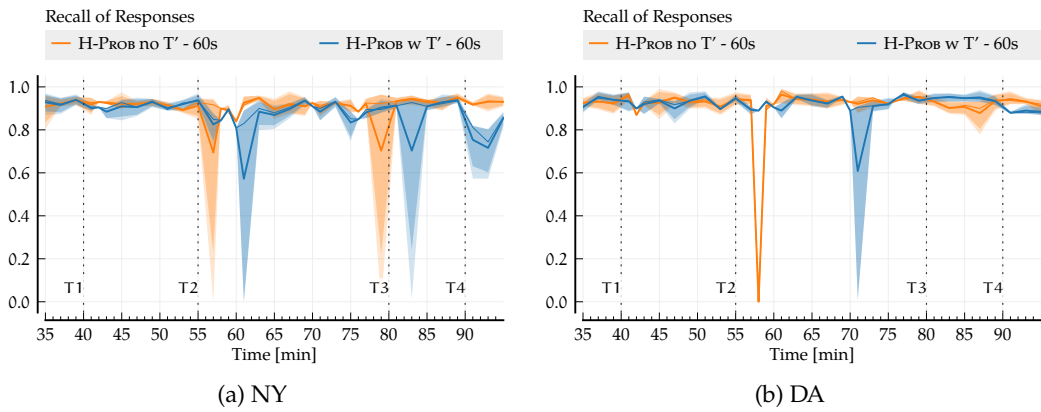 Recall of Responses
H-Prob no T′ - 60s H-Prob w T′ - 60s
1.0
0.8
0.6
0.4
0.2
0.0
T1 T2 T3 T4
35 40 45 50 55 60 65 70 75 80 85 90
Time [min]
(a) NY
Recall of Responses
H-Prob no T′ - 60s H-Prob w T′ - 60s
1.0
0.8
0.6
0.4
0.2
0.0
T1 T2 T3 T4
35 40 45 50 55 60 65 70 75 80 85 90
Time [min]
(b) DA